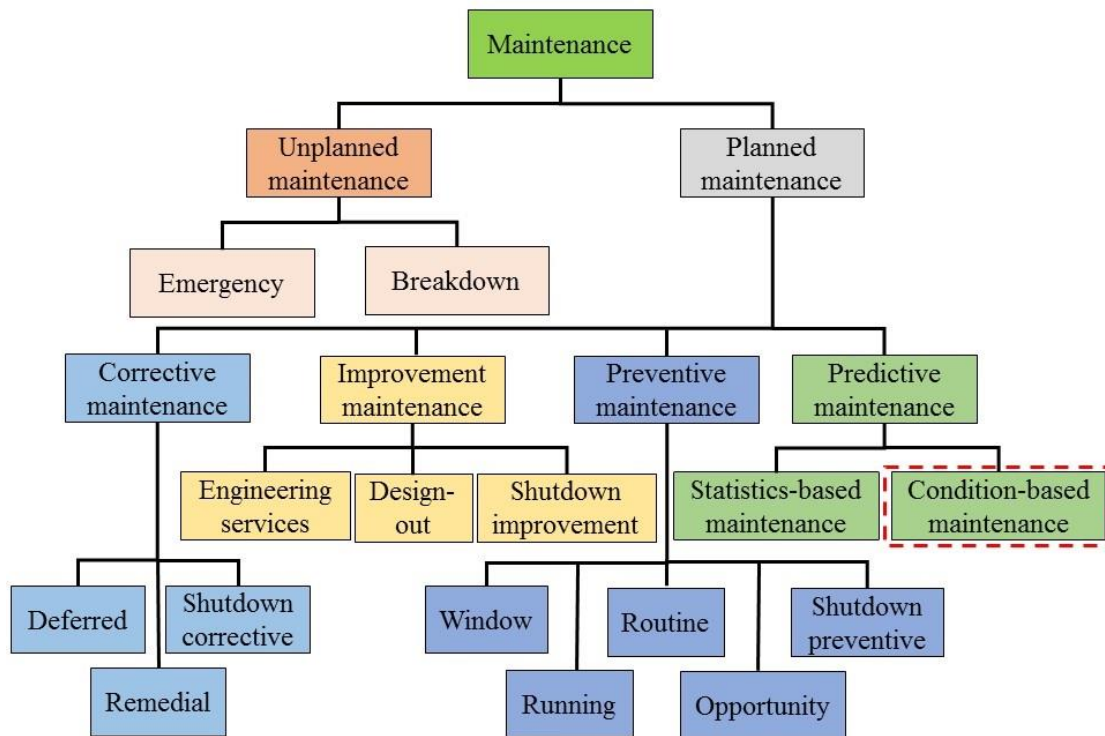 Maintenance
Unplanned
maintenance
Planned
maintenance
Emergency
Breakdown
Corrective
maintenance
Improvement
maintenance
Preventive
maintenance
Predictive
maintenance
Engineering
services
Design-
out
Shutdown
improvement
Statistics-based
maintenance
Condition-based
maintenance
Deferred
Shutdown
corrective
Remedial
Window
Routine
Shutdown
preventive
Running
Opportunity